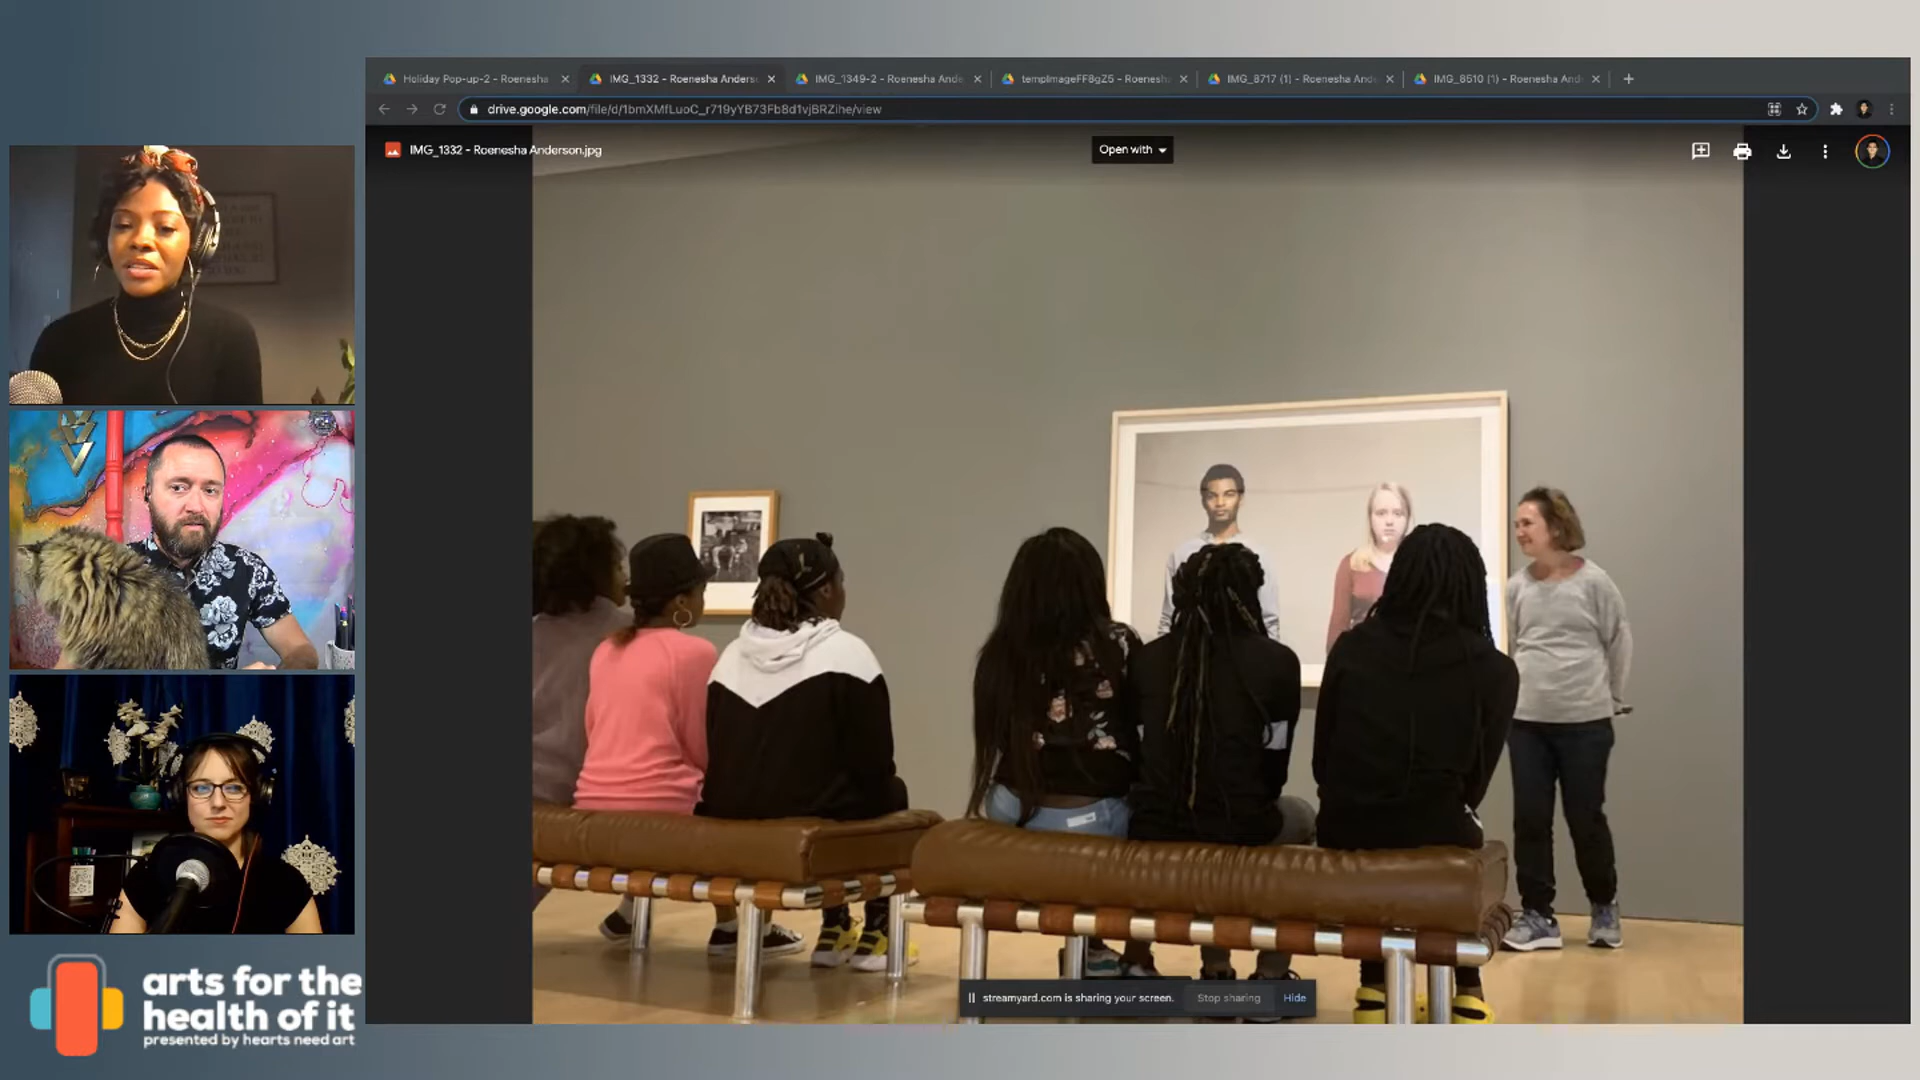 Holiday Pop-up-2 - Roenesha
IMG_1332 - Roenesha Anders
IMG_1349-2 - Roenesha Ande
tempImageFF8gZ5 - Roenesh
IMG_8717 (1) - Roenesha And
IMG_8510 (1) - Roenesha And
drive.google.com/file/d/1bmXMfLuoC_r719yYB73Fb8d1vjBRZihe/view
IMG_1332 - Roenesha Anderson.jpg
Open with
streamyard.com is sharing your screen.
Stop sharing
Hide
arts for the
health of it
presented by hearts need art